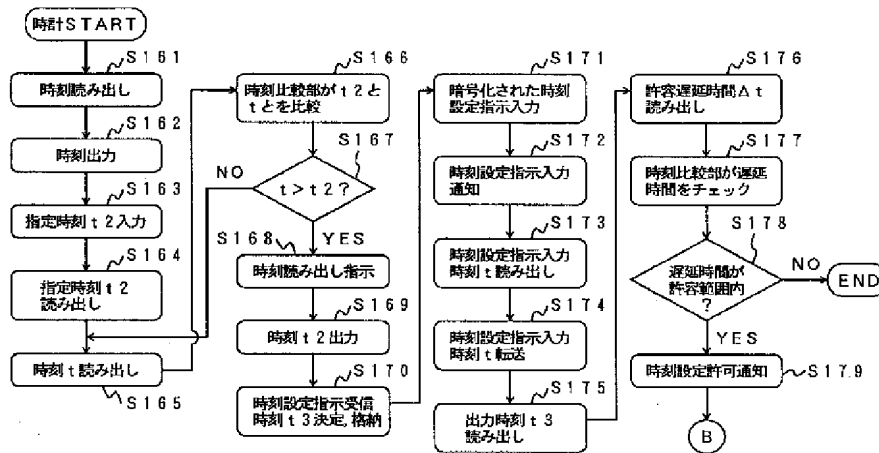 時計START
S161
時刻読み出し
S162
時刻出力
S163
指定時刻t2入力
S164
指定時刻t2
読み出し
時刻t読み出し
S165
S166
時刻比較部がt2と
tとを比較
S167
NO
t>t2?
YES
S168
時刻読み出し指示
S169
時刻t2出力
S170
時刻設定指示受信
時刻t3決定,格納
S171
暗号化された時刻
設定指示入力
S172
時刻設定指示入力
通知
S173
時刻設定指示入力
時刻t読み出し
S174
時刻設定指示入力
時刻t転送
S175
出力時刻t3
読み出し
S176
許容遅延時間Δt
読み出し
S177
時刻比較部が遅延
時間をチェック
S178
遅延時間が
許容範囲内
?
NO
END
YES
時刻設定許可通知
S179
B